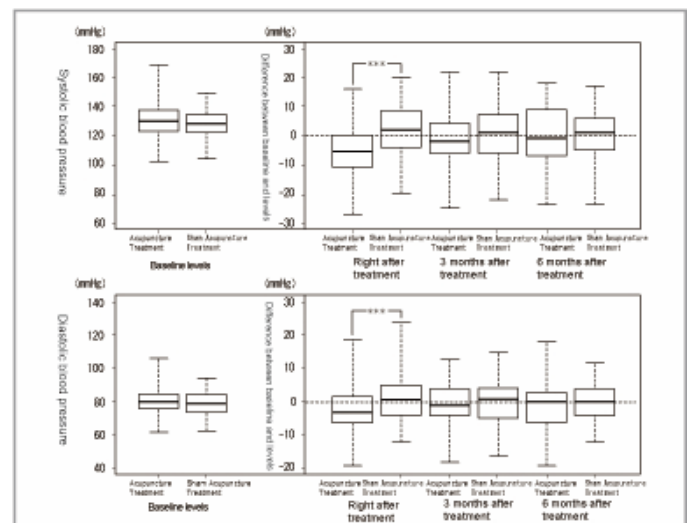 (mmHg)
180
160
140
130
120
100
80
60
Systolic blood pressure
Acupuncture Treatment
Sham Acupuncture Treatment
Baseline levels
(mmHg)
30
20
10
0
-10
-20
-30
Difference between baseline and levels
***
Acupuncture Treatment
Sham Acupuncture Treatment
Acupuncture Treatment
Sham Acupuncture Treatment
Acupuncture Treatment
Sham Acupuncture Treatment
Right after treatment
3 months after treatment
6 months after treatment
(mmHg)
140
120
100
80
60
40
Diastolic blood pressure
Acupuncture Treatment
Sham Acupuncture Treatment
Baseline levels
(mmHg)
30
20
10
0
-10
-20
Difference between baseline and levels
***
Acupuncture Treatment
Sham Acupuncture Treatment
Acupuncture Treatment
Sham Acupuncture Treatment
Acupuncture Treatment
Sham Acupuncture Treatment
Right after treatment
3 months after treatment
6 months after treatment